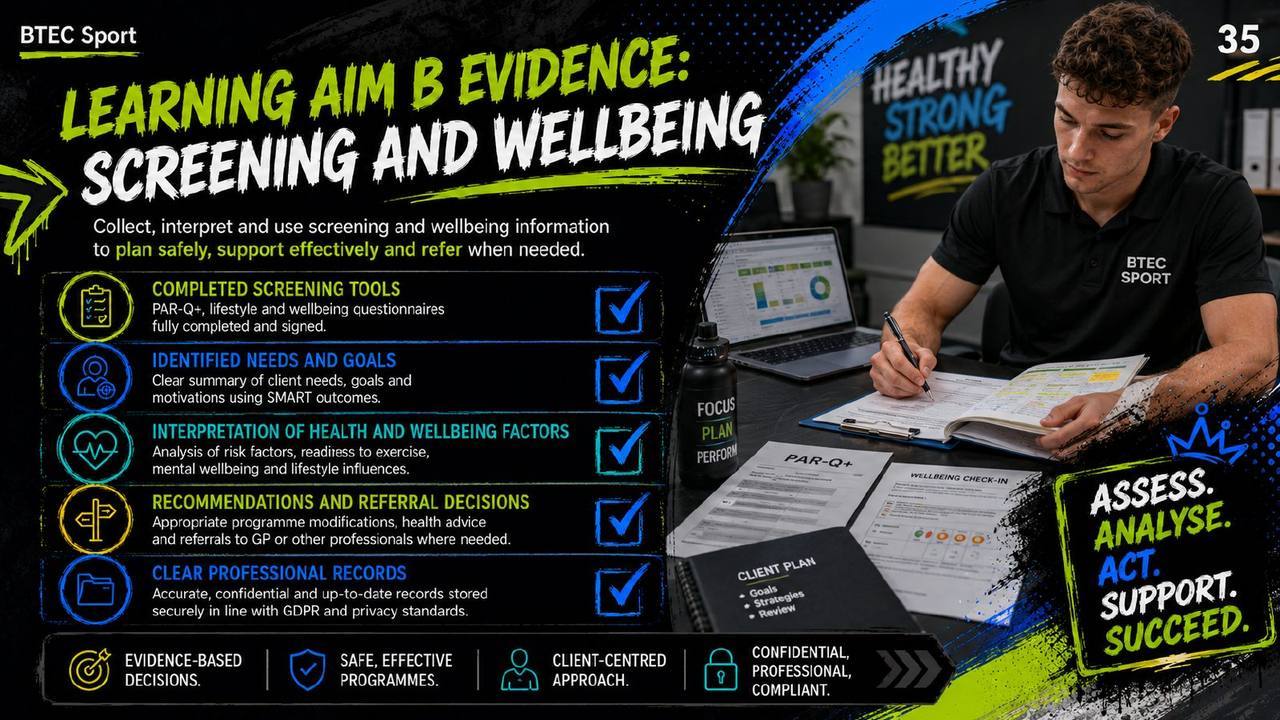 BTEC Sport
35
LEARNING AIM B EVIDENCE:
SCREENING AND WELLBEING
Collect, interpret and use screening and wellbeing information
to plan safely, support effectively and refer when needed.
COMPLETED SCREENING TOOLS
PAR-Q+, lifestyle and wellbeing questionnaires
fully completed and signed.
IDENTIFIED NEEDS AND GOALS
Clear summary of client needs, goals and
motivations using SMART outcomes.
INTERPRETATION OF HEALTH AND WELLBEING FACTORS
Analysis of risk factors, readiness to exercise,
mental wellbeing and lifestyle influences.
RECOMMENDATIONS AND REFERRAL DECISIONS
Appropriate programme modifications, health advice
and referrals to GP or other professionals where needed.
CLEAR PROFESSIONAL RECORDS
Accurate, confidential and up-to-date records stored
securely in line with GDPR and privacy standards.
HEALTHY
STRONG
BETTER
BTEC
SPORT
FOCUS
PLAN
PERFORM
PAR-Q+
WELLBEING CHECK-IN
CLIENT PLAN
• Goals
• Strategies
• Review
ASSESS.
ANALYSE.
ACT.
SUPPORT.
SUCCEED.
EVIDENCE-BASED
DECISIONS.
SAFE, EFFECTIVE
PROGRAMMES.
CLIENT-CENTRED
APPROACH.
CONFIDENTIAL,
PROFESSIONAL,
COMPLIANT.